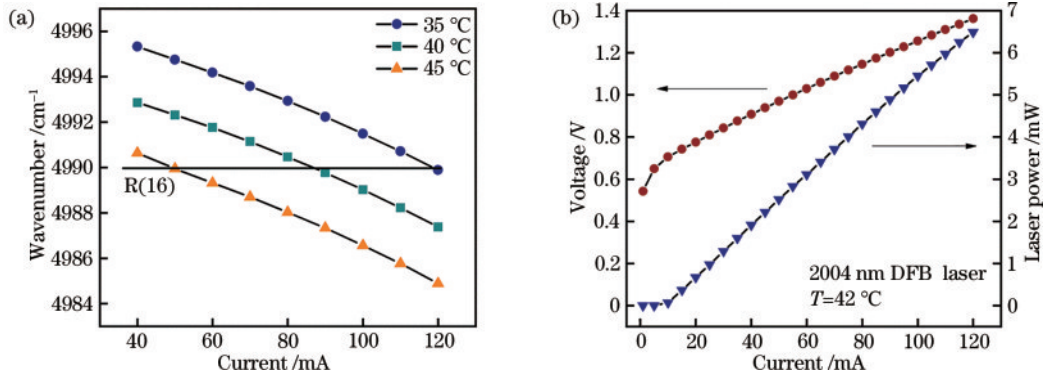 (a)
4996
4994
4992
4990
4988
4986
4984
Wavenumber /cm⁻¹
35 ℃
40 ℃
45 ℃
R(16)
40 60 80 100 120
Current /mA
(b)
1.4
1.2
1.0
0.8
0.6
0.4
0.2
0
Voltage /V
7
6
5
4
3
2
1
0
Laser power /mW
2004 nm DFB laser
T=42 ℃
0 20 40 60 80 100 120
Current /mA